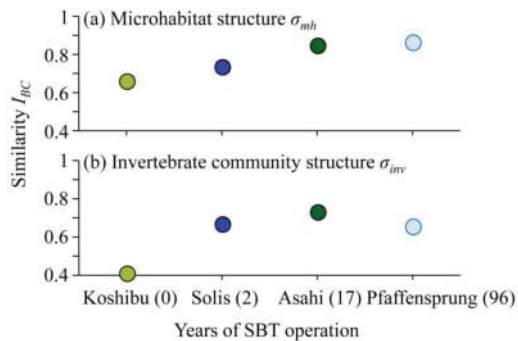 (a) Microhabitat structure σmh
1
0.8
0.6
0.4
(b) Invertebrate community structure σinv
1
0.8
0.6
0.4
Similarity IBC
Koshibu (0) Solis (2) Asahi (17) Pfaffensprung (96)
Years of SBT operation